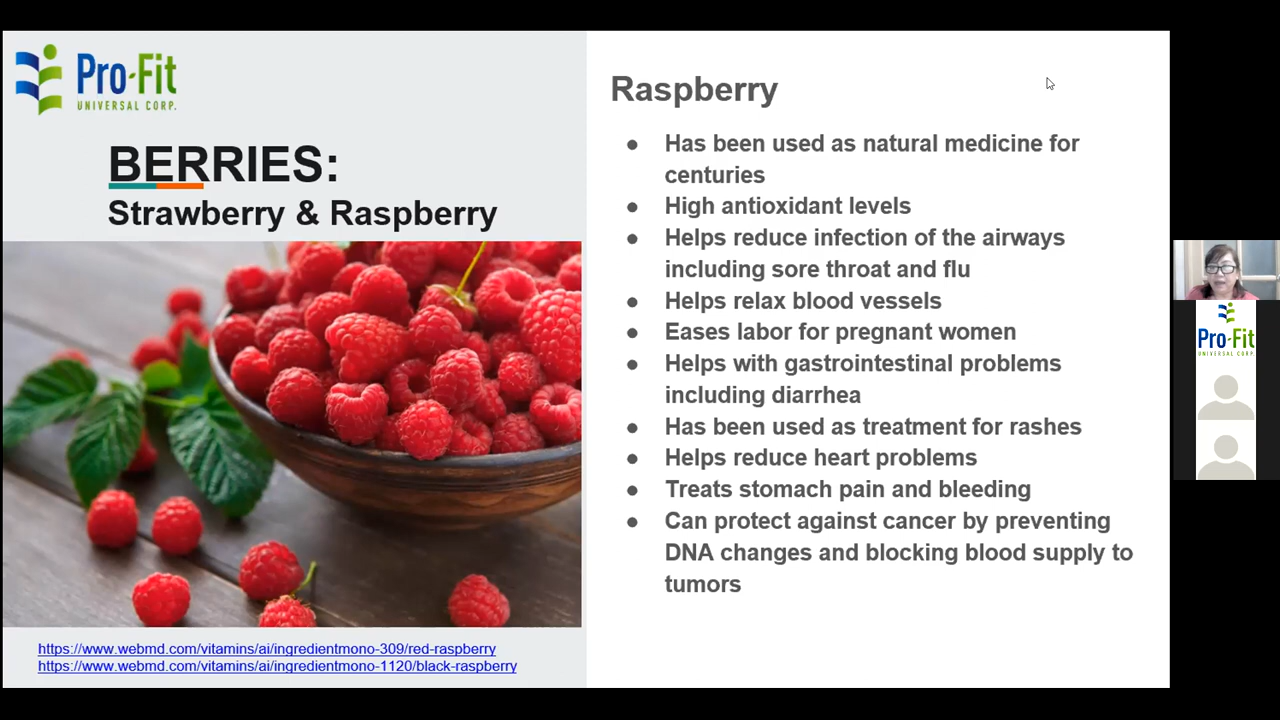 Pro-Fit
UNIVERSAL CORP.
BERRIES:
Strawberry & Raspberry
https://www.webmd.com/vitamins/ai/ingredientmono-309/red-raspberry
https://www.webmd.com/vitamins/ai/ingredientmono-1120/black-raspberry
Raspberry
● Has been used as natural medicine for
centuries
● High antioxidant levels
● Helps reduce infection of the airways
including sore throat and flu
● Helps relax blood vessels
● Eases labor for pregnant women
● Helps with gastrointestinal problems
including diarrhea
● Has been used as treatment for rashes
● Helps reduce heart problems
● Treats stomach pain and bleeding
● Can protect against cancer by preventing
DNA changes and blocking blood supply to
tumors
Pro-Fit
UNIVERSAL CORP.